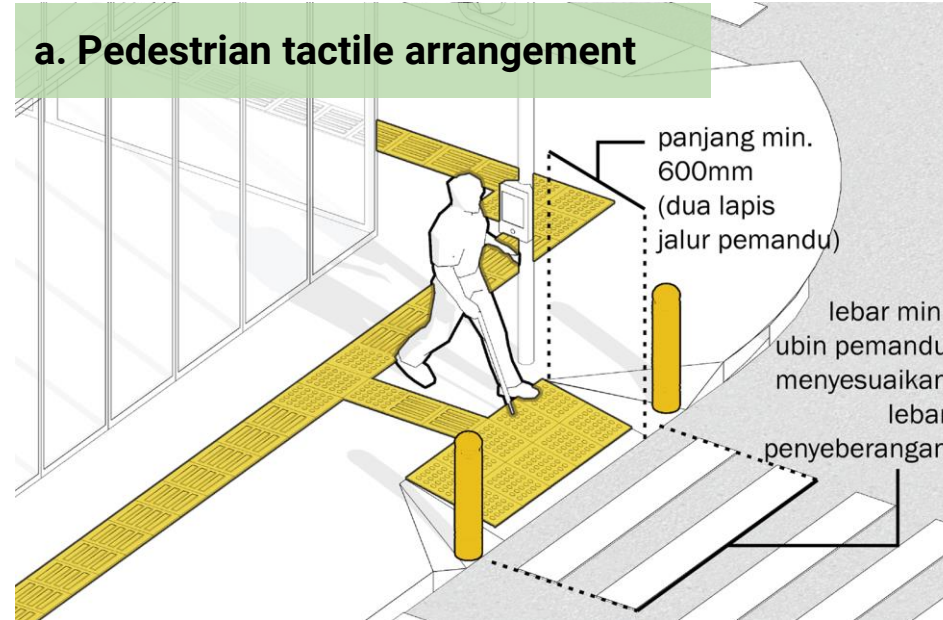 a. Pedestrian tactile arrangement
panjang min.
600mm
(dua lapis
jalur pemandu)
lebar min
ubin pemandu
menyesuaikan
lebar
penyeberangan